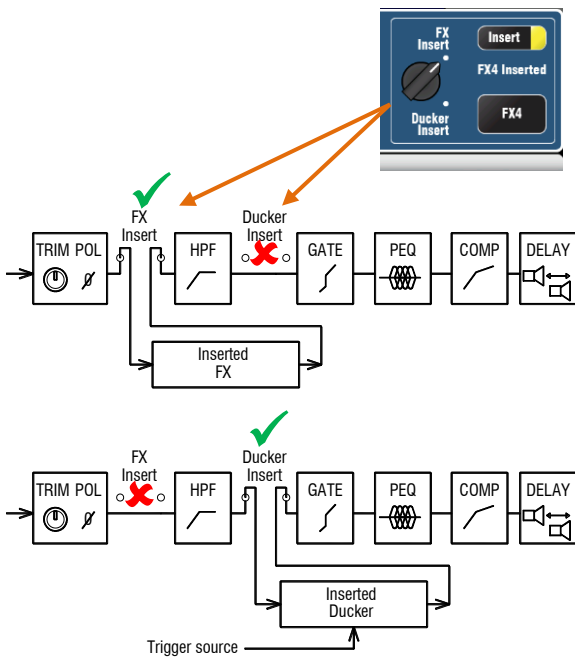 FX
Insert
Insert
FX4 Inserted
Ducker
Insert
FX4
FX
Insert
Ducker
Insert
TRIM POL
HPF
GATE
PEQ
COMP
DELAY
Inserted
FX
FX
Insert
Ducker
Insert
TRIM POL
HPF
GATE
PEQ
COMP
DELAY
Inserted
Ducker
Trigger source